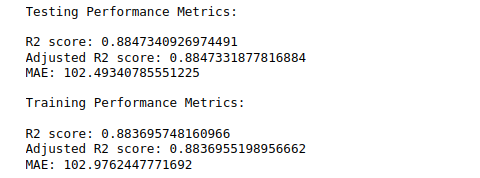 Testing Performance Metrics:
R2 score: 0.8847340926974491
Adjusted R2 score: 0.8847331877816884
MAE: 102.49340785551225
Training Performance Metrics:
R2 score: 0.883695748160966
Adjusted R2 score: 0.8836955198956662
MAE: 102.9762447771692